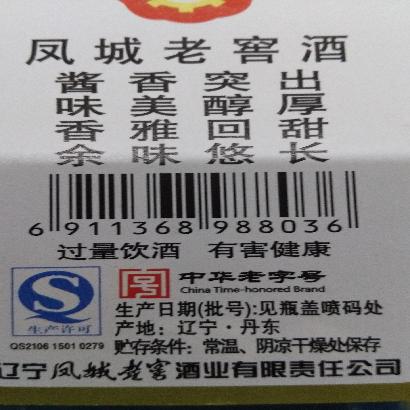 凤城老窖酒
酱香突出
味美醇厚
香雅回甜
余味悠长
6 911368 988036
过量饮酒 有害健康
中华老字号
China Time-honored Brand
生产许可
QS2106 1501 0279
生产日期(批号):见瓶盖喷码处
产地:辽宁·丹东
贮存条件:常温、阴凉干燥处保存
辽宁凤城老窖酒业有限责任公司